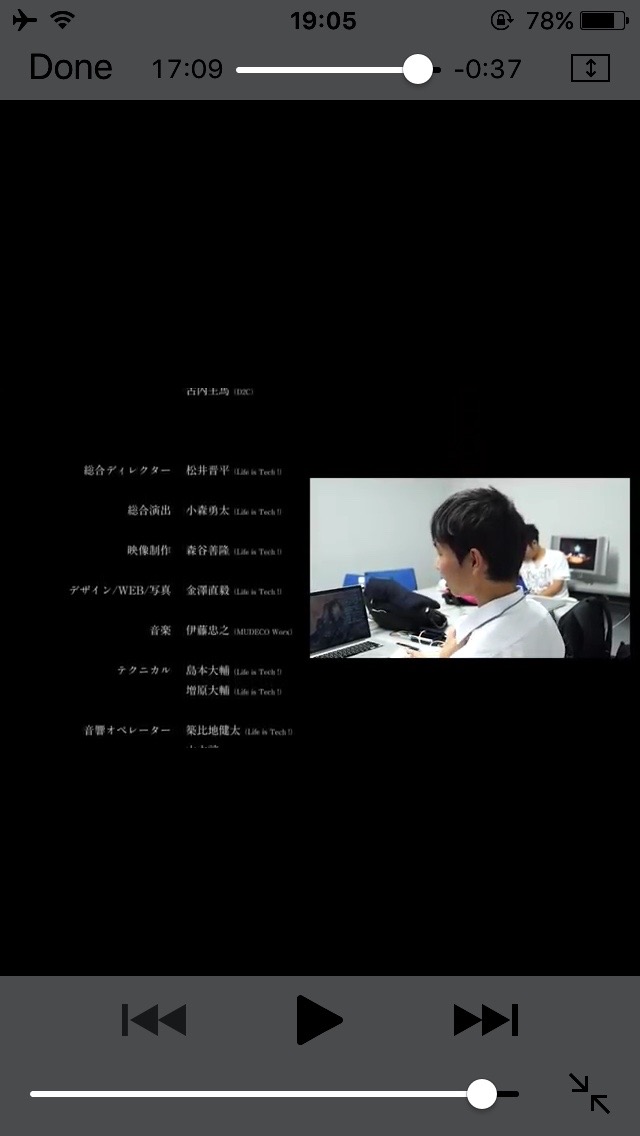 19:05
78%
Done 17:09 -0:37
(D2C)
総合ディレクター 松井晋平 (Life is Tech !)
総合演出 小森勇太 (Life is Tech !)
映像制作 森谷善隆 (Life is Tech !)
デザイン/WEB/写真 金澤直毅 (Life is Tech !)
音楽 伊藤忠之 (MUDECO Worx)
テクニカル 島本大輔 (Life is Tech !)
増原大輔 (Life is Tech !)
音響オペレーター 築比地健太 (Life is Tech !)